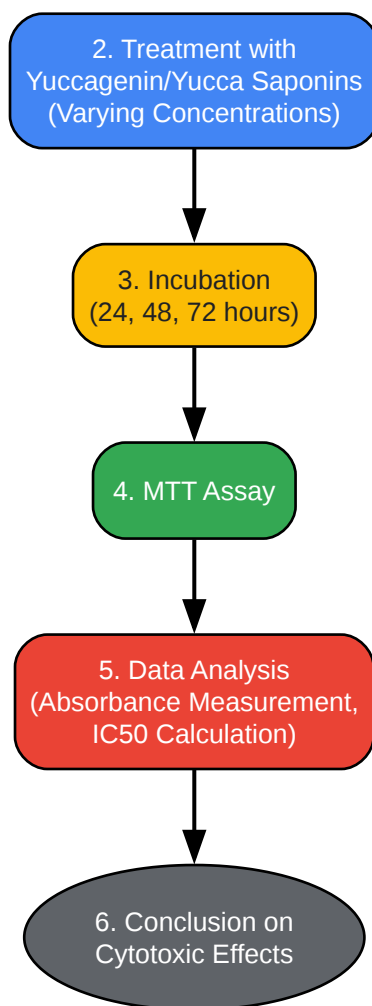 2. Treatment with
Yuccagenin/Yucca Saponins
(Varying Concentrations)
3. Incubation
(24, 48, 72 hours)
4. MTT Assay
5. Data Analysis
(Absorbance Measurement,
IC50 Calculation)
6. Conclusion on
Cytotoxic Effects